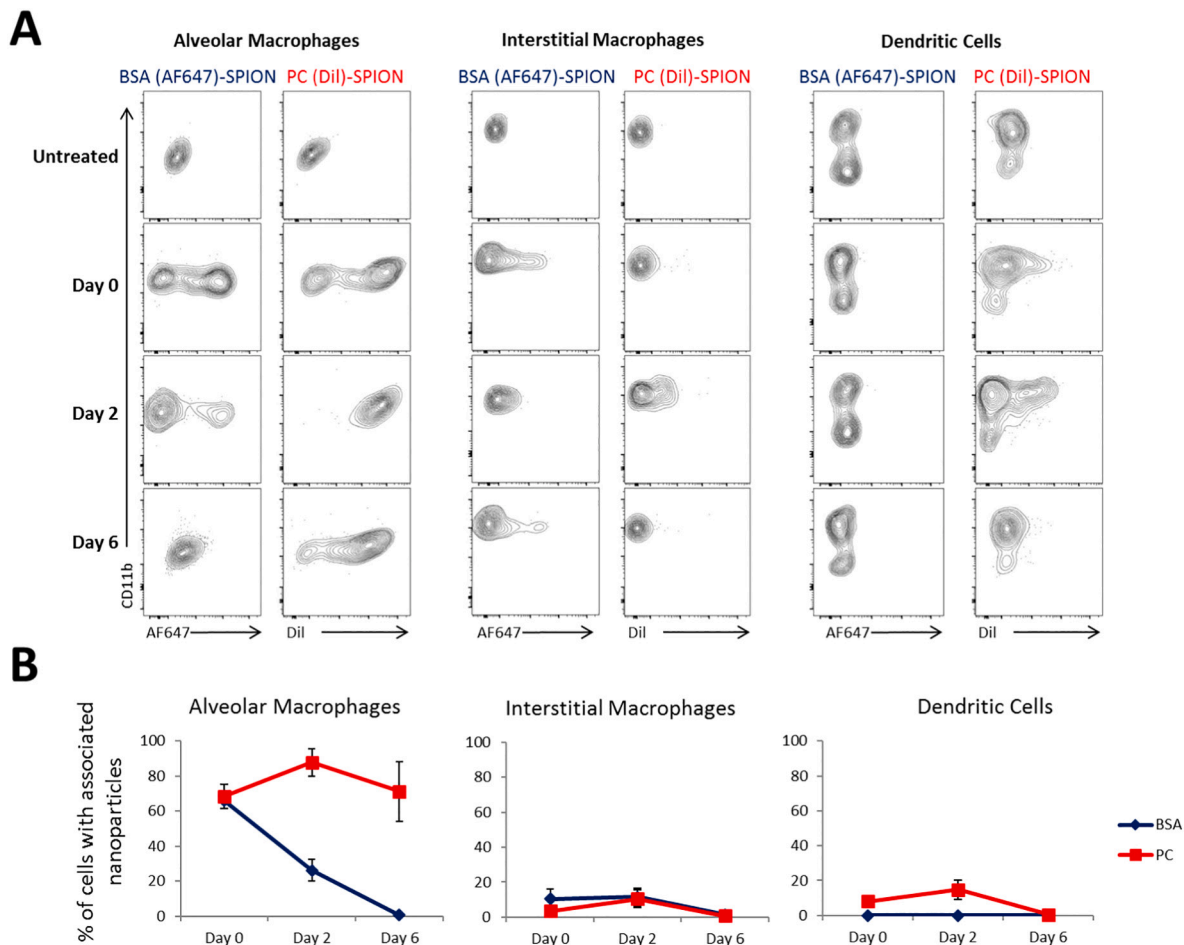 A
Alveolar Macrophages
Interstitial Macrophages
Dendritic Cells
BSA (AF647)-SPION PC (DiI)-SPION
BSA (AF647)-SPION PC (DiI)-SPION
BSA (AF647)-SPION PC (DiI)-SPION
Untreated
Day 0
Day 2
Day 6
CD11b
AF647 DiI AF647 DiI AF647 DiI
B
Alveolar Macrophages
Interstitial Macrophages
Dendritic Cells
% of cells with associated
nanoparticles
100
80
60
40
20
0
Day 0 Day 2 Day 6
100
80
60
40
20
0
Day 0 Day 2 Day 6
100
80
60
40
20
0
Day 0 Day 2 Day 6
BSA
PC